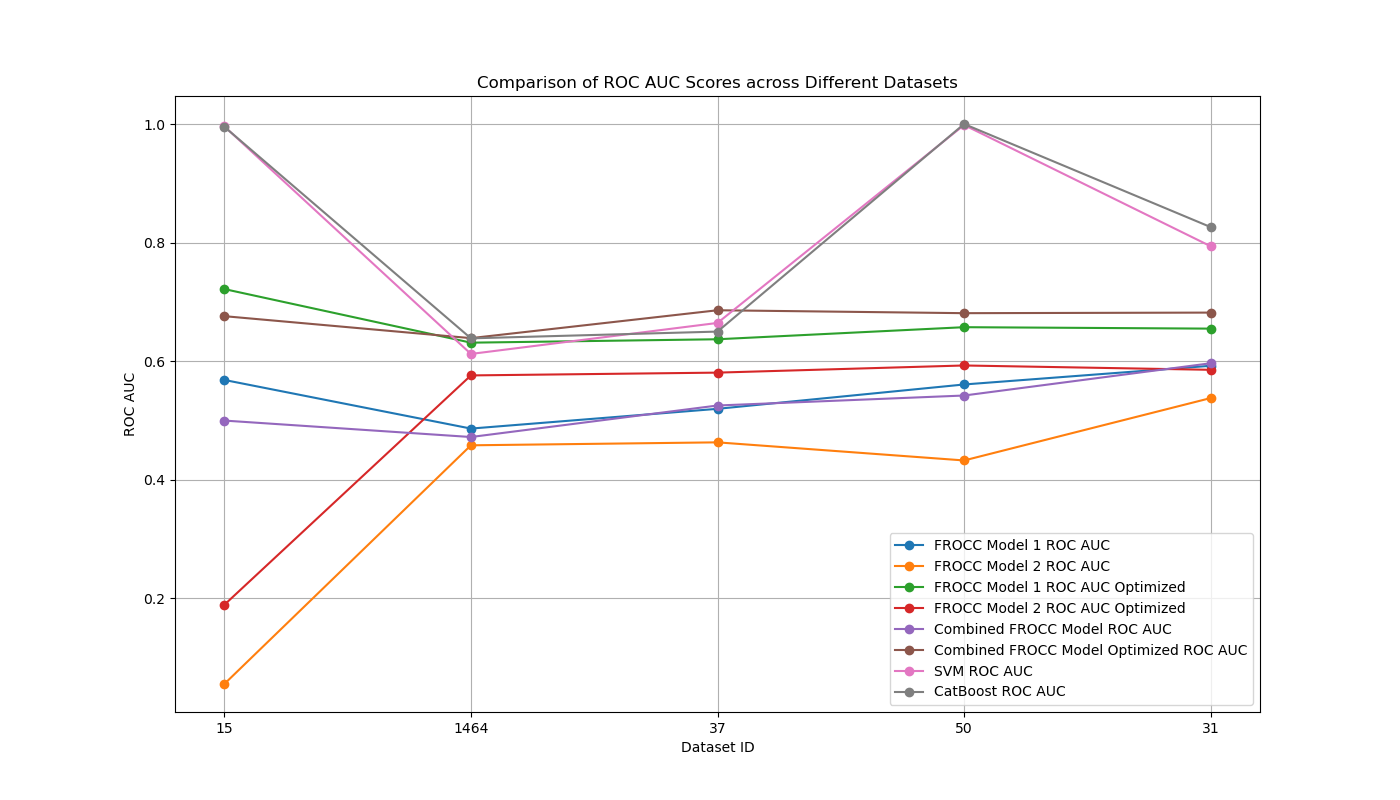 Comparison of ROC AUC Scores across Different Datasets
ROC AUC
1.0
0.8
0.6
0.4
0.2
15
1464
37
50
31
Dataset ID
FROCC Model 1 ROC AUC
FROCC Model 2 ROC AUC
FROCC Model 1 ROC AUC Optimized
FROCC Model 2 ROC AUC Optimized
Combined FROCC Model ROC AUC
Combined FROCC Model Optimized ROC AUC
SVM ROC AUC
CatBoost ROC AUC